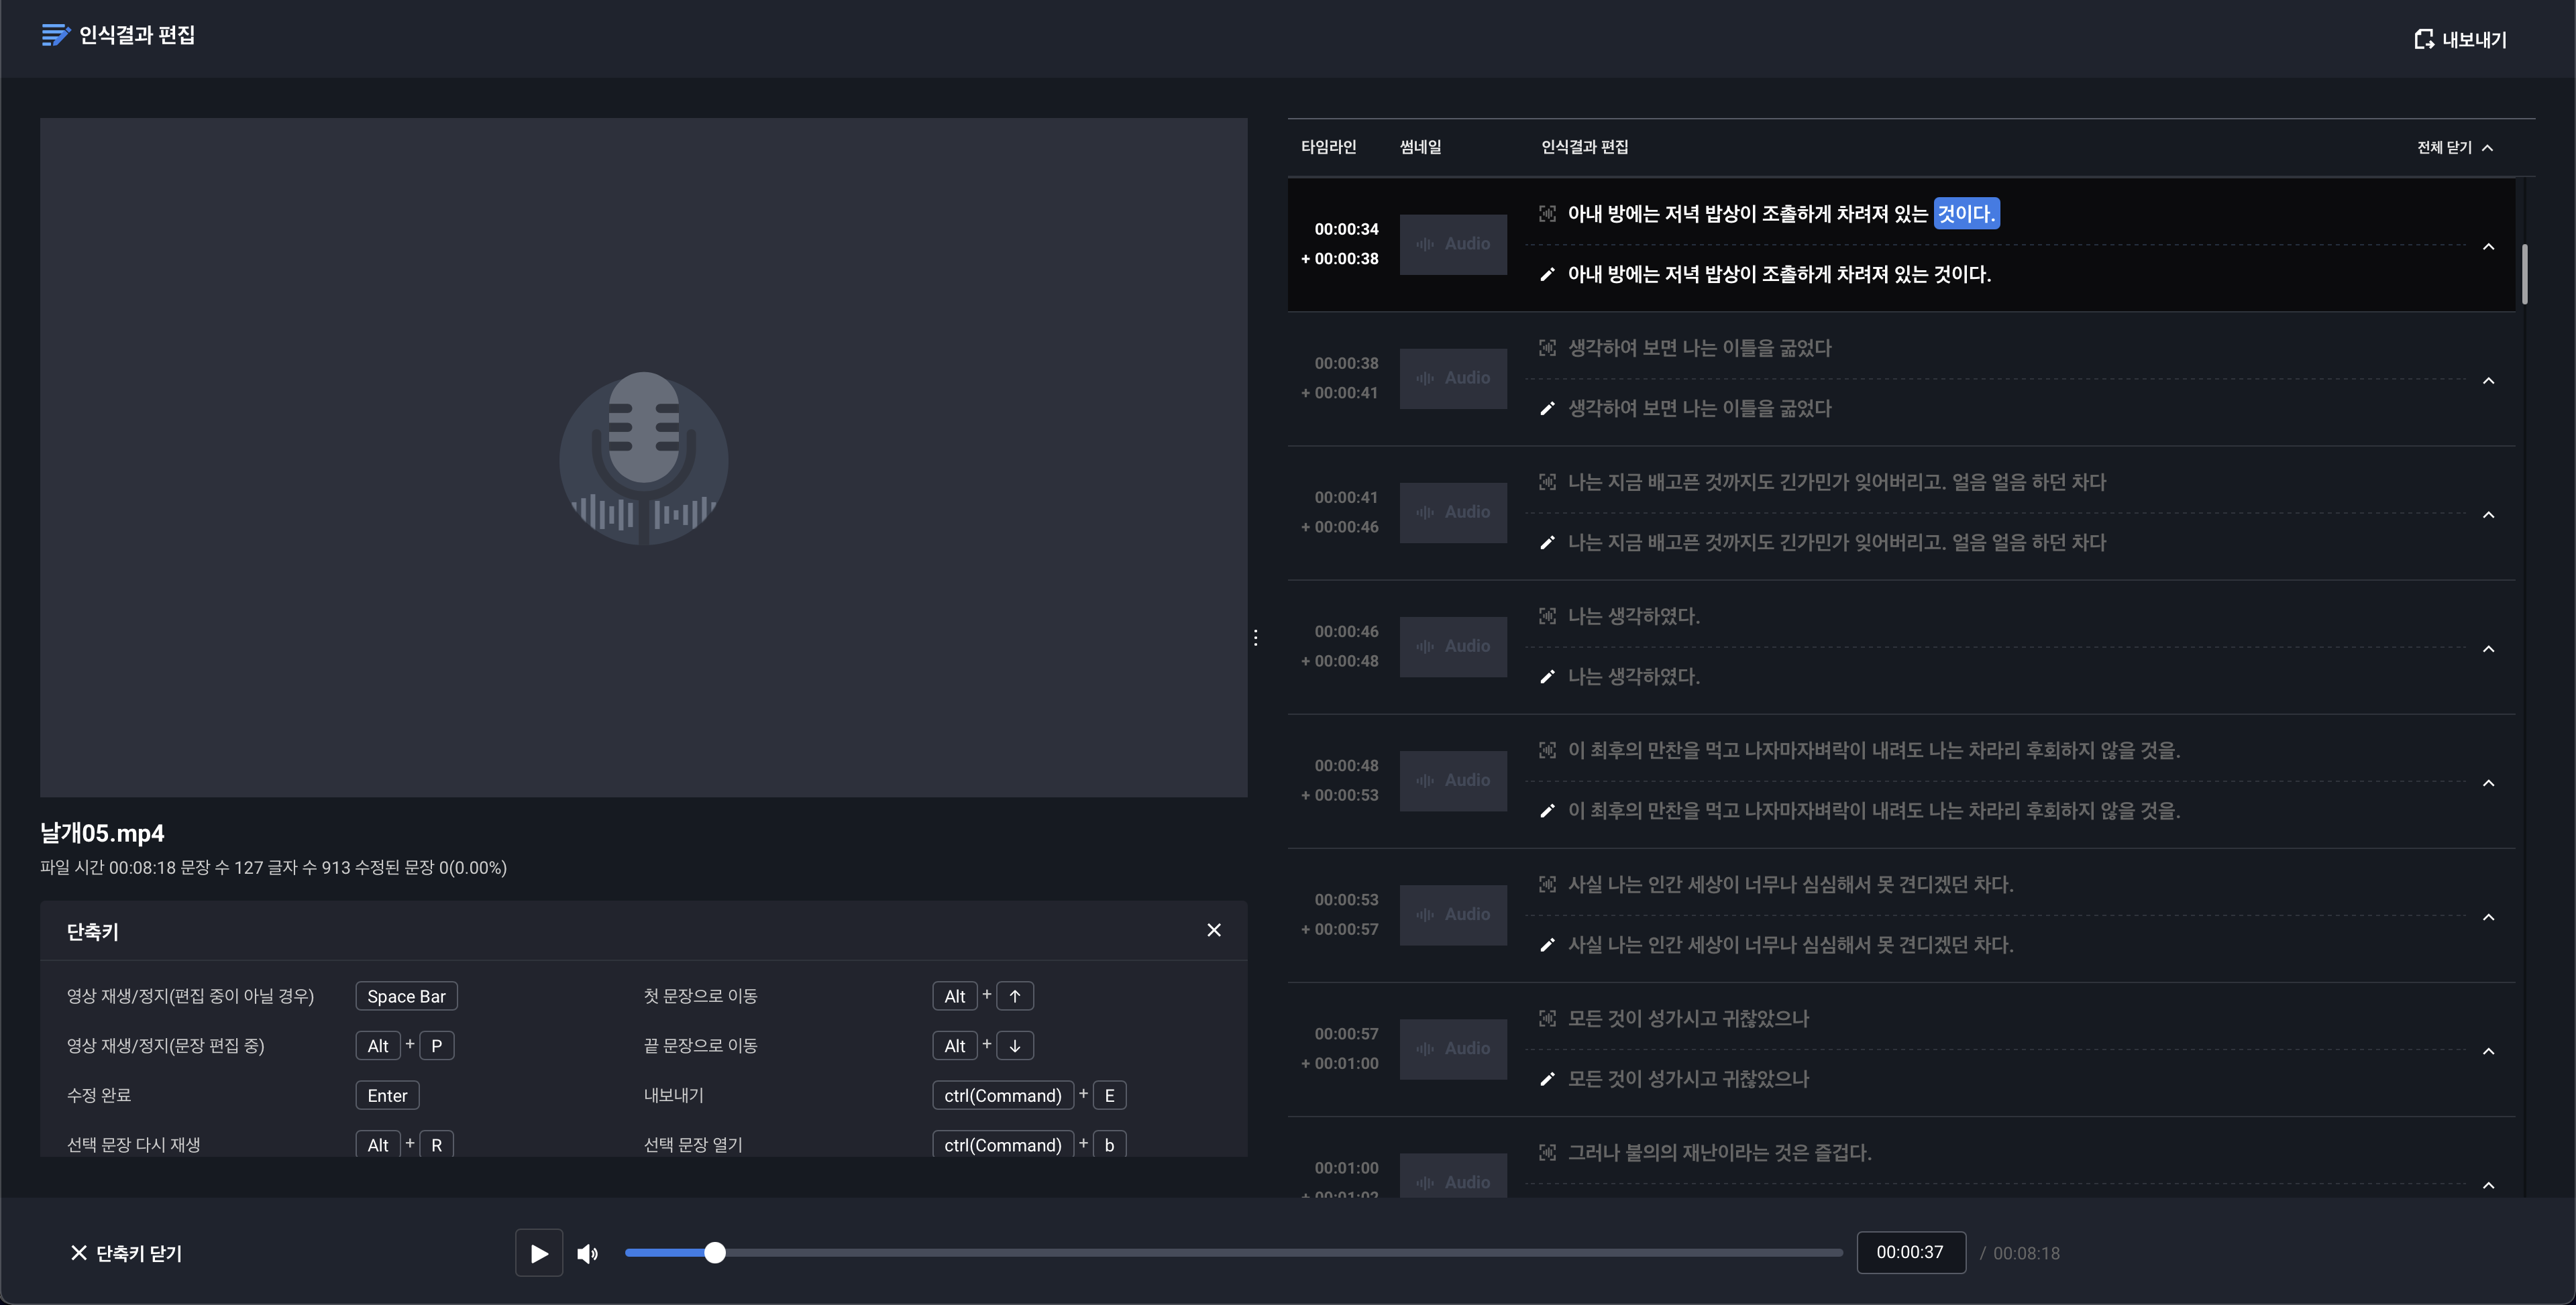 인식결과 편집
내보내기
타임라인 썸네일 인식결과 편집 전체 닫기
00:00:34
+ 00:00:38
Audio
아내 방에는 저녁 밥상이 조촐하게 차려져 있는 것이다.
아내 방에는 저녁 밥상이 조촐하게 차려져 있는 것이다.
00:00:38
+ 00:00:41
Audio
생각하여 보면 나는 이틀을 굶었다
생각하여 보면 나는 이틀을 굶었다
00:00:41
+ 00:00:46
Audio
나는 지금 배고픈 것까지도 긴가민가 잊어버리고. 얼음 얼음 하던 차다
나는 지금 배고픈 것까지도 긴가민가 잊어버리고. 얼음 얼음 하던 차다
00:00:46
+ 00:00:48
Audio
나는 생각하였다.
나는 생각하였다.
00:00:48
+ 00:00:53
Audio
이 최후의 만찬을 먹고 나자마자벼락이 내려도 나는 차라리 후회하지 않을 것을.
이 최후의 만찬을 먹고 나자마자벼락이 내려도 나는 차라리 후회하지 않을 것을.
00:00:53
+ 00:00:57
Audio
사실 나는 인간 세상이 너무나 심심해서 못 견디겠던 차다.
사실 나는 인간 세상이 너무나 심심해서 못 견디겠던 차다.
00:00:57
+ 00:01:00
Audio
모든 것이 성가시고 귀찮았으나
모든 것이 성가시고 귀찮았으나
00:01:00
+ 00:01:02
Audio
그러나 불의의 재난이라는 것은 즐겁다.
날개05.mp4
파일 시간 00:08:18 문장 수 127 글자 수 913 수정된 문장 0(0.00%)
단축키
영상 재생/정지(편집 중이 아닐 경우) Space Bar 첫 문장으로 이동 Alt + ↑
영상 재생/정지(문장 편집 중) Alt + P 끝 문장으로 이동 Alt + ↓
수정 완료 Enter 내보내기 ctrl(Command) + E
선택 문장 다시 재생 Alt + R 선택 문장 열기 ctrl(Command) + b
단축키 닫기
00:00:37 / 00:08:18